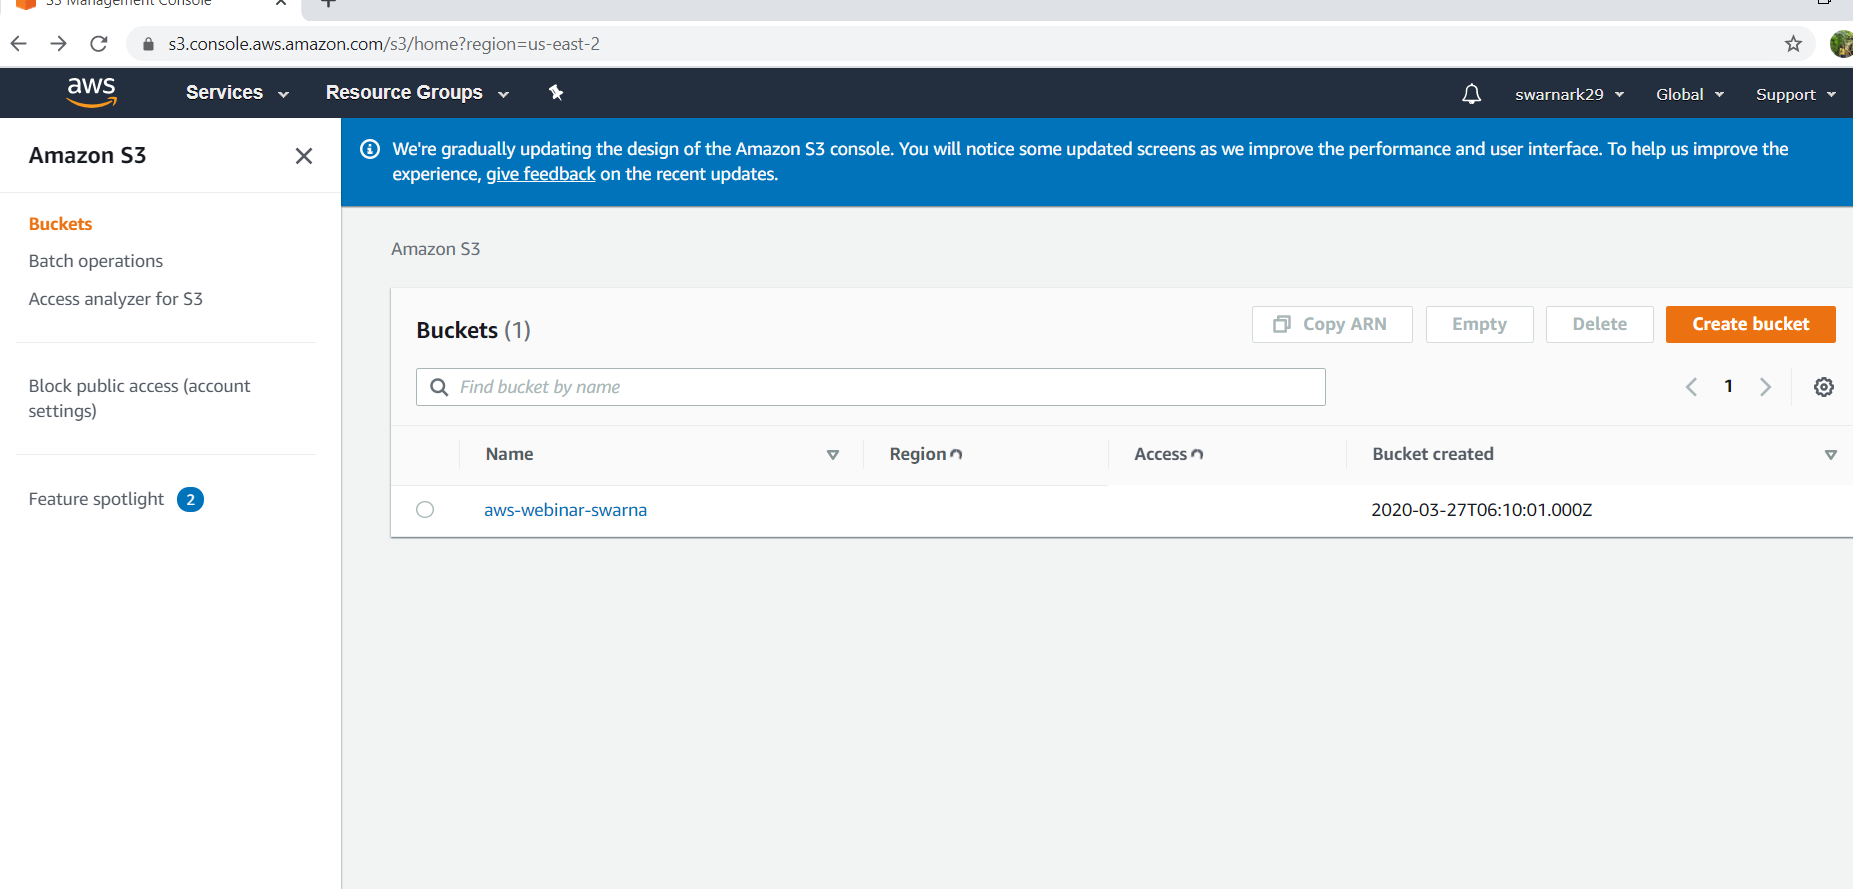 S3 Management Console
s3.console.aws.amazon.com/s3/home?region=us-east-2
aws Services Resource Groups swarnark29 Global Support
Amazon S3
We're gradually updating the design of the Amazon S3 console. You will notice some updated screens as we improve the performance and user interface. To help us improve the
experience, give feedback on the recent updates.
Buckets
Batch operations
Access analyzer for S3
Block public access (account
settings)
Feature spotlight 2
Amazon S3
Buckets (1) Copy ARN Empty Delete Create bucket
Find bucket by name 1
Name Region Access Bucket created
aws-webinar-swarna 2020-03-27T06:10:01.000Z